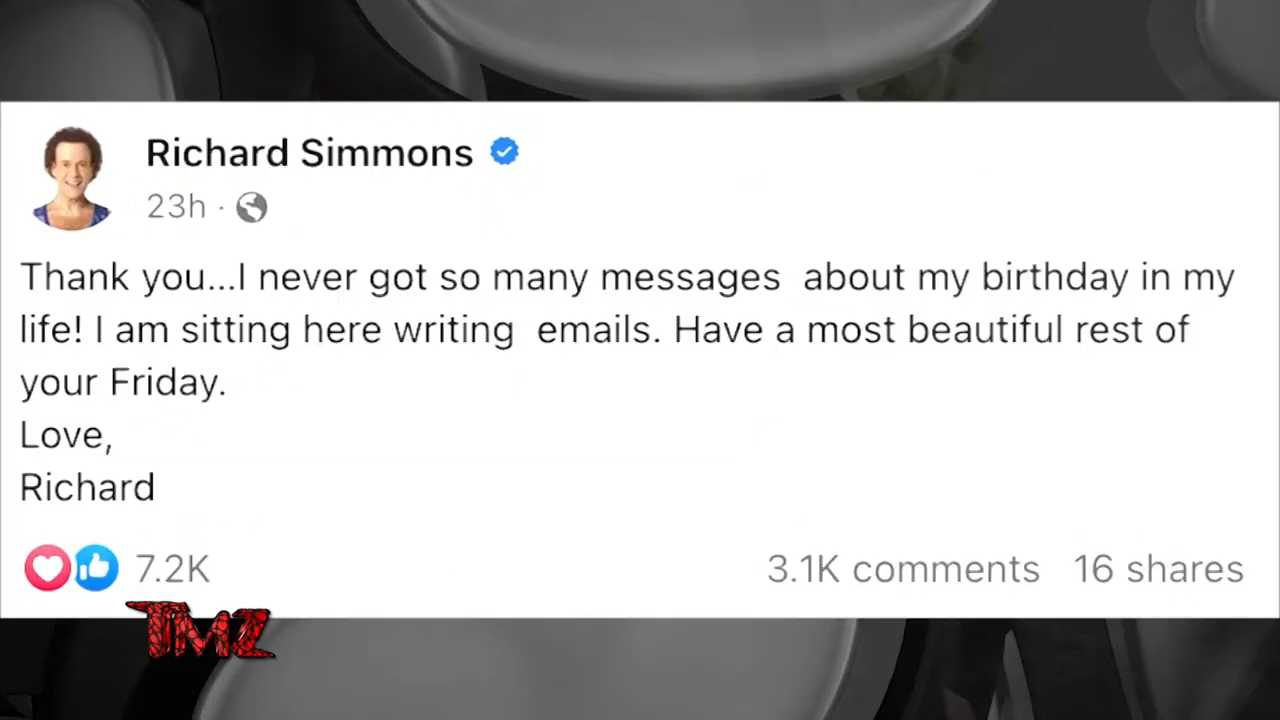 Richard Simmons
23h ·
Thank you...I never got so many messages  about my birthday in my
life! I am sitting here writing  emails. Have a most beautiful rest of
your Friday.
Love,
Richard
7.2K 3.1K comments 16 shares
TMZ